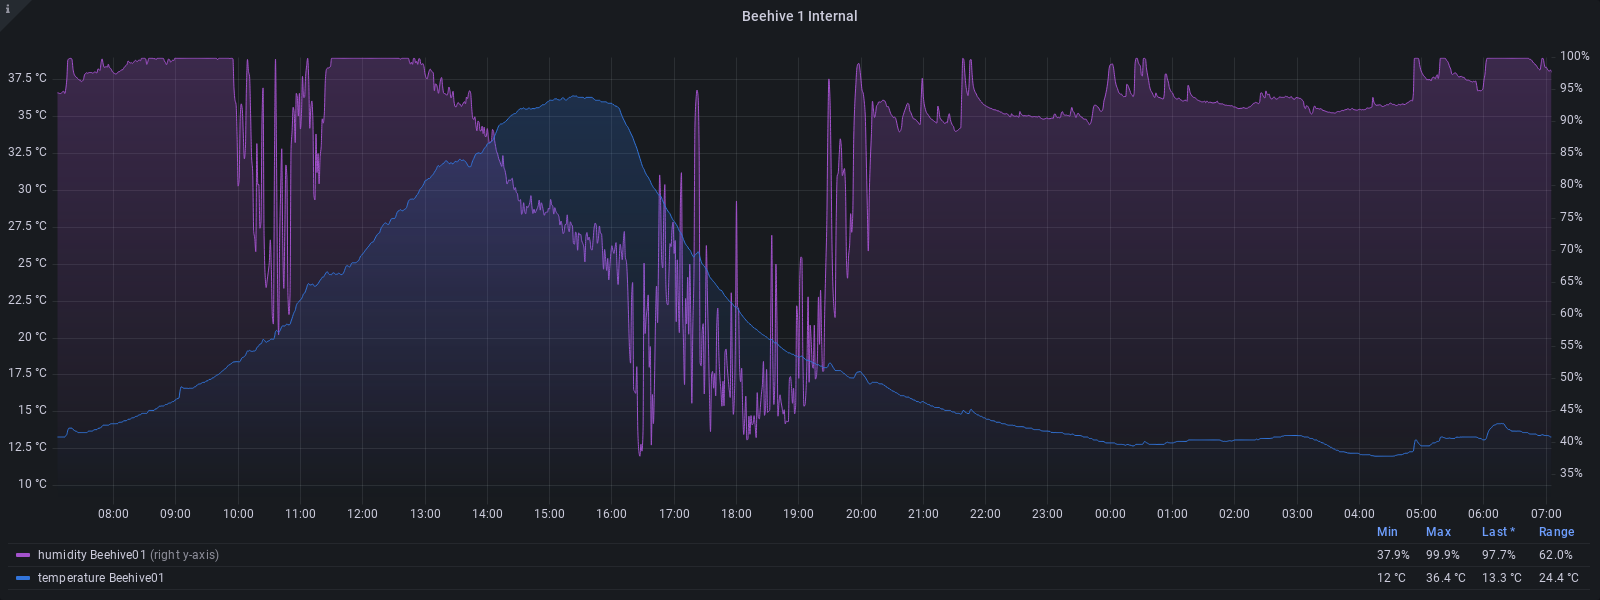 i
Beehive 1 Internal
37.5 °C
35 °C
32.5 °C
30 °C
27.5 °C
25 °C
22.5 °C
20 °C
17.5 °C
15 °C
12.5 °C
10 °C
100%
95%
90%
85%
80%
75%
70%
65%
60%
55%
50%
45%
40%
35%
08:00 09:00 10:00 11:00 12:00 13:00 14:00 15:00 16:00 17:00 18:00 19:00 20:00 21:00 22:00 23:00 00:00 01:00 02:00 03:00 04:00 05:00 06:00 07:00
Min Max Last * Range
humidity Beehive01 (right y-axis) 37.9% 99.9% 97.7% 62.0%
temperature Beehive01 12 °C 36.4 °C 13.3 °C 24.4 °C